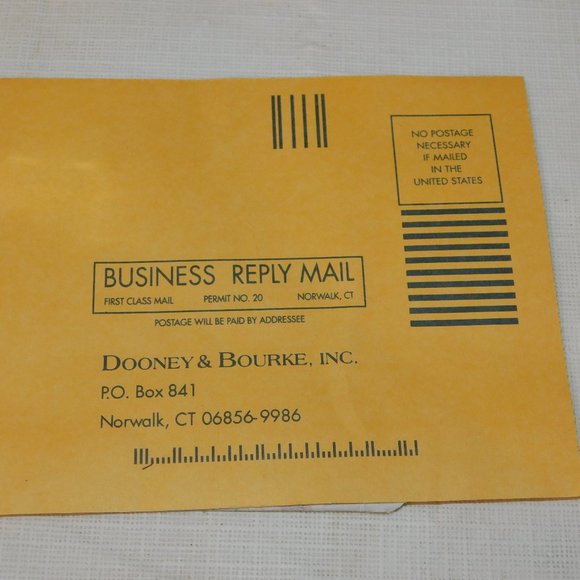 NO POSTAGE
NECESSARY
IF MAILED
IN THE
UNITED STATES
BUSINESS REPLY MAIL
FIRST CLASS MAIL PERMIT NO. 20 NORWALK, CT
POSTAGE WILL BE PAID BY ADDRESSEE
DOONEY & BOURKE, INC.
P.O. Box 841
Norwalk, CT 06856-9986